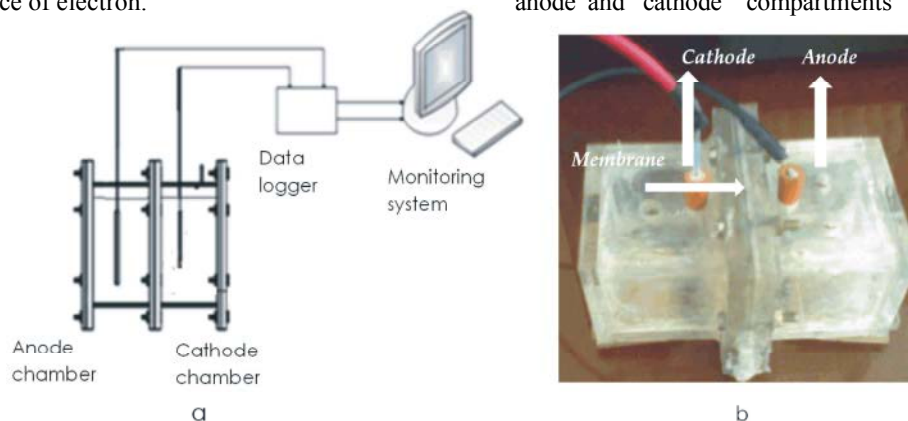 ce of electron.
anode and cathode compartments
Data
logger
Monitoring
system
Anode
chamber
Cathode
chamber
a
Cathode
Anode
Membrane
b